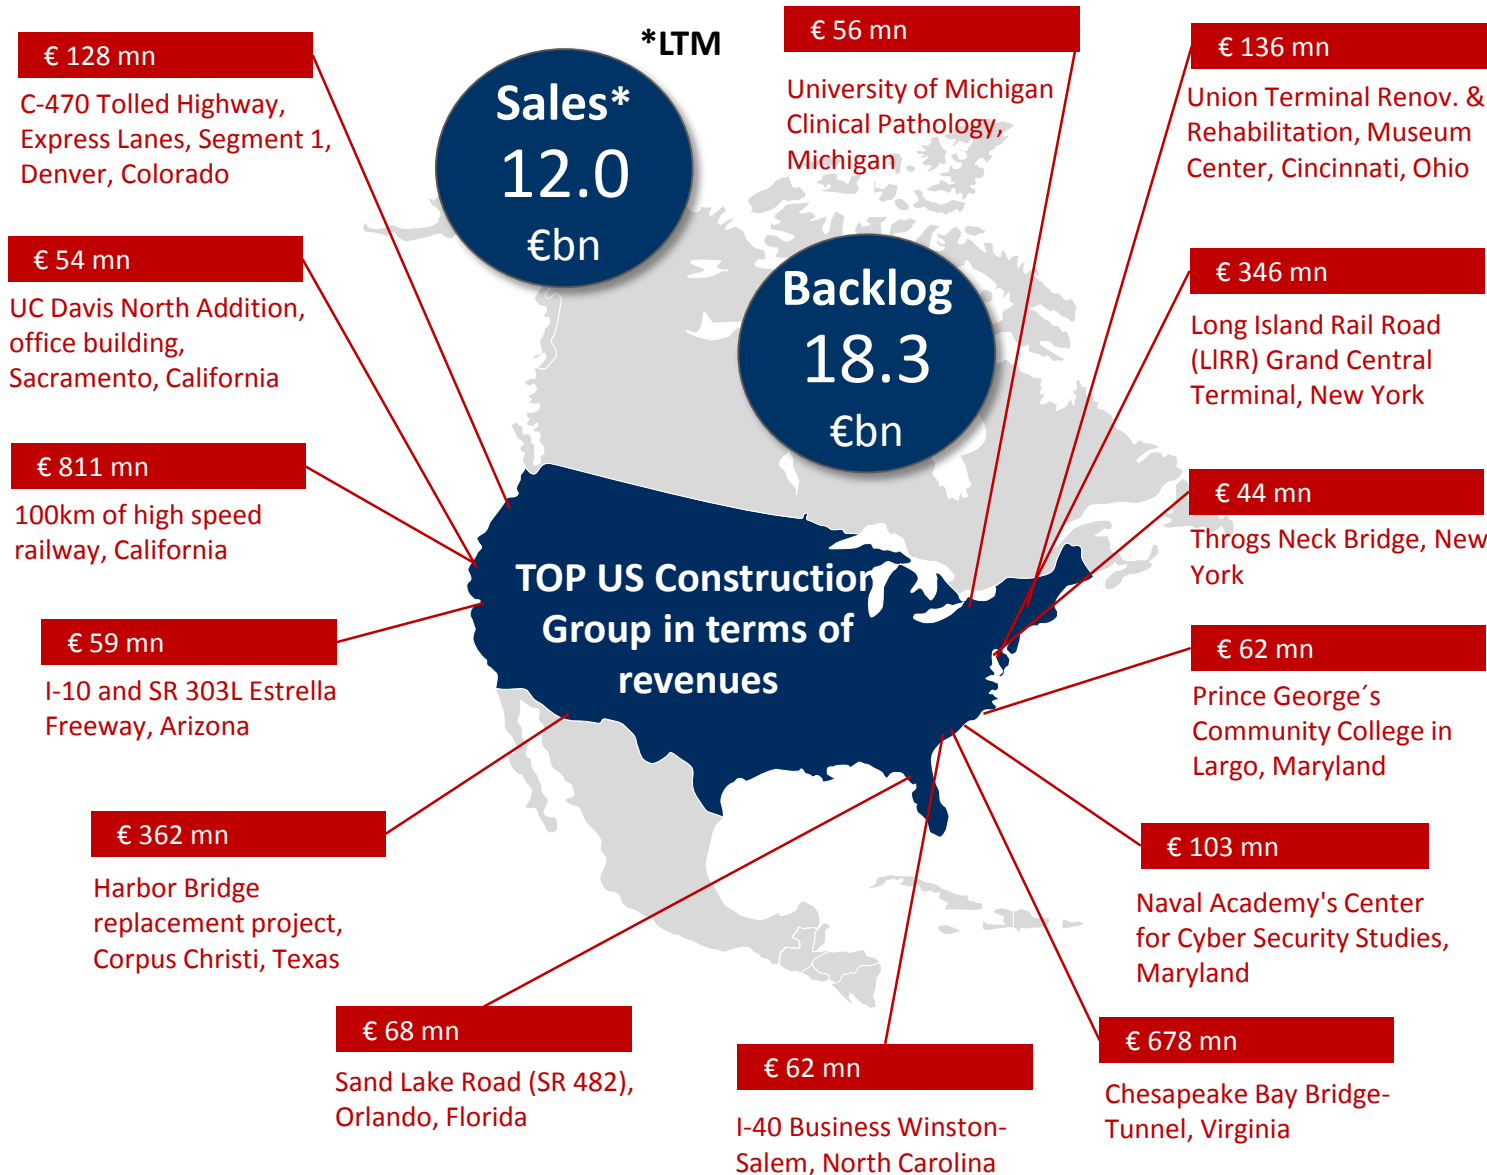 *LTM
Sales*
12.0
€bn
Backlog
18.3
€bn
TOP US Construction
Group in terms of
revenues
€ 128 mn
C-470 Tolled Highway,
Express Lanes, Segment 1,
Denver, Colorado
€ 54 mn
UC Davis North Addition,
office building,
Sacramento, California
€ 811 mn
100km of high speed
railway, California
€ 59 mn
I-10 and SR 303L Estrella
Freeway, Arizona
€ 362 mn
Harbor Bridge
replacement project,
Corpus Christi, Texas
€ 68 mn
Sand Lake Road (SR 482),
Orlando, Florida
€ 62 mn
I-40 Business Winston-
Salem, North Carolina
€ 56 mn
University of Michigan
Clinical Pathology,
Michigan
€ 136 mn
Union Terminal Renov. &
Rehabilitation, Museum
Center, Cincinnati, Ohio
€ 346 mn
Long Island Rail Road
(LIRR) Grand Central
Terminal, New York
€ 44 mn
Throgs Neck Bridge, New
York
€ 62 mn
Prince George´s
Community College in
Largo, Maryland
€ 103 mn
Naval Academy's Center
for Cyber Security Studies,
Maryland
€ 678 mn
Chesapeake Bay Bridge-
Tunnel, Virginia